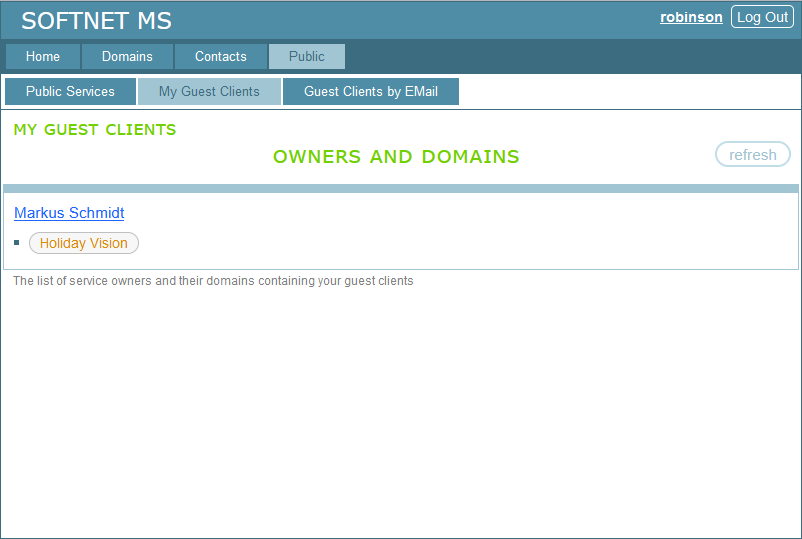 SOFTNET MS
robinson Log Out
Home Domains Contacts Public
Public Services My Guest Clients Guest Clients by EMail
MY GUEST CLIENTS
OWNERS AND DOMAINS
refresh
Markus Schmidt
Holiday Vision
The list of service owners and their domains containing your guest clients